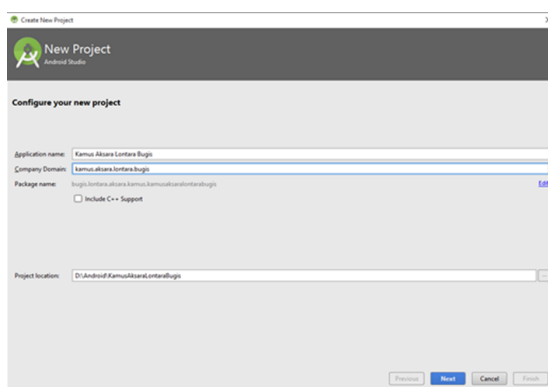 Create New Project
New Project
Android Studio
Configure your new project
Application name: Kamus Aksara Lontara Bugis
Company Domain: kamus.aksara.lontara.bugis
Package name: bugis.lontara.aksara.kamus.kamusaksaralontarabugis Edit
Include C++ Support
Project location: D:\Android\KamusAksaraLontaraBugis ...
Previous Next Cancel Finish